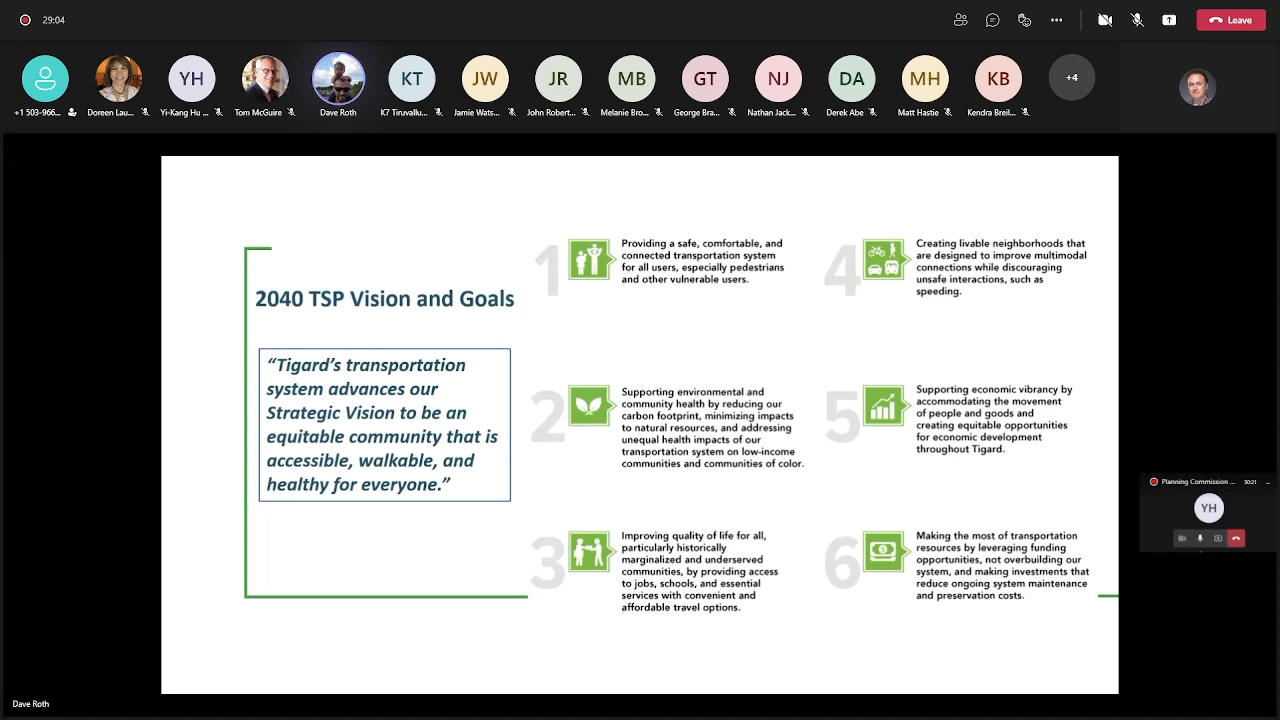 29:04
Leave
YH
KT
JW
JR
MB
GT
NJ
DA
MH
KB
+4
+1 503-966...
Doreen Lau...
Yi-Kang Hu ...
Tom McGuire
Dave Roth
K7 Tiruvallu...
Jamie Wats...
John Robert...
Melanie Bro...
George Bra...
Nathan Jack...
Derek Abe
Matt Hastie
Kendra Breil...
2040 TSP Vision and Goals
“Tigard’s transportation
system advances our
Strategic Vision to be an
equitable community that is
accessible, walkable, and
healthy for everyone.”
1
Providing a safe, comfortable, and
connected transportation system
for all users, especially pedestrians
and other vulnerable users.
2
Supporting environmental and
community health by reducing our
carbon footprint, minimizing impacts
to natural resources, and addressing
unequal health impacts of our
transportation system on low-income
communities and communities of color.
3
Improving quality of life for all,
particularly historically
marginalized and underserved
communities, by providing access
to jobs, schools, and essential
services with convenient and
affordable travel options.
4
Creating livable neighborhoods that
are designed to improve multimodal
connections while discouraging
unsafe interactions, such as
speeding.
5
Supporting economic vibrancy by
accommodating the movement
of people and goods and
creating equitable opportunities
for economic development
throughout Tigard.
6
Making the most of transportation
resources by leveraging funding
opportunities, not overbuilding our
system, and making investments that
reduce ongoing system maintenance
and preservation costs.
Planning Commission ... 30:21
YH
Dave Roth